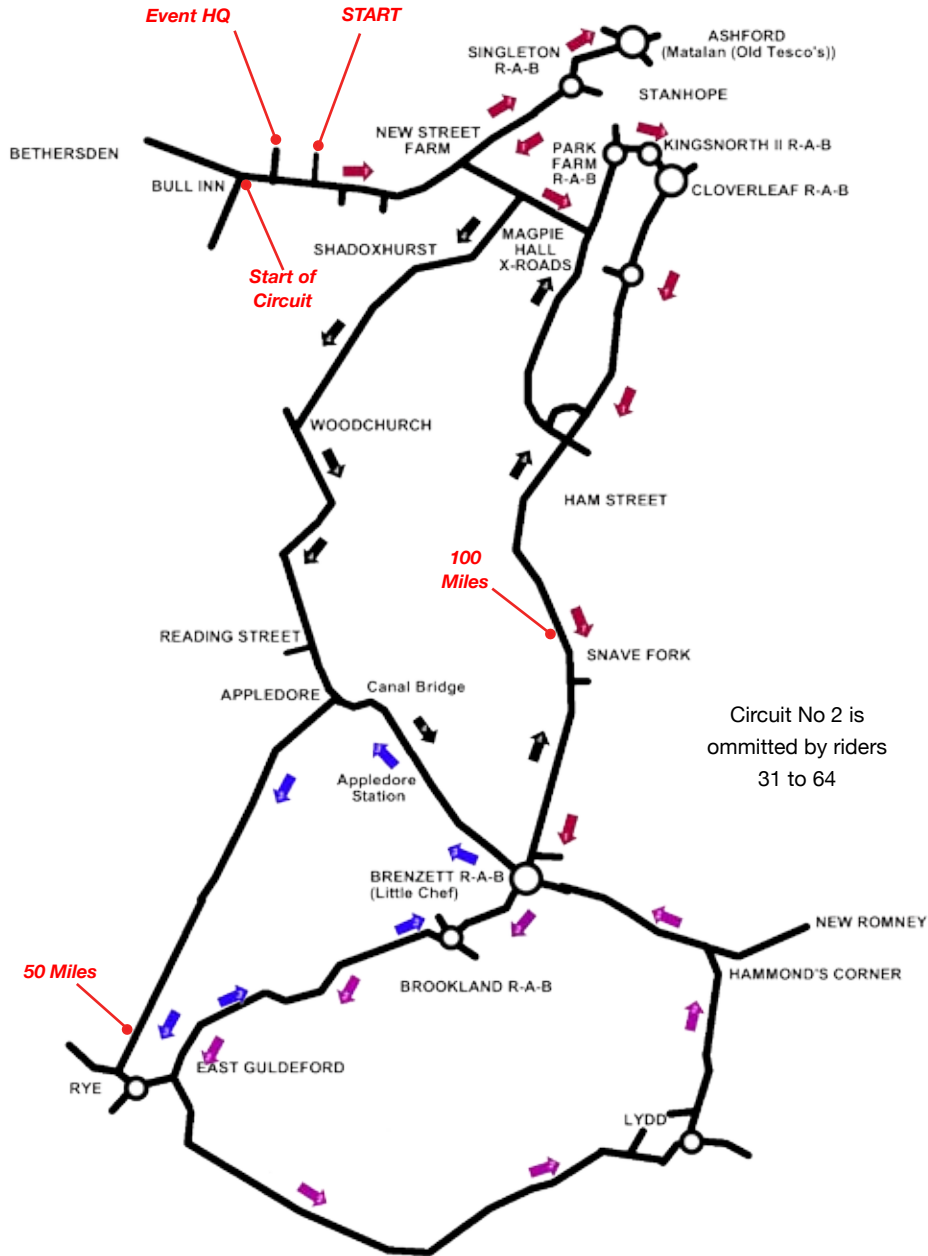 Event HQ
START
ASHFORD
(Matalan (Old Tesco's))
SINGLETON
R-A-B
STANHOPE
NEW STREET
FARM
PARK
FARM
R-A-B
KINGSNORTH II R-A-B
BETHERSDEN
BULL INN
CLOVERLEAF R-A-B
SHADOXHURST
MAGPIE
HALL
X-ROADS
Start of
Circuit
WOODCHURCH
HAM STREET
100
Miles
READING STREET
SNAVE FORK
APPLEDORE
Canal Bridge
Circuit No 2 is
ommitted by riders
31 to 64
Appledore
Station
BRENZETT R-A-B
(Little Chef)
NEW ROMNEY
50 Miles
BROOKLAND R-A-B
HAMMOND'S CORNER
EAST GULDEFORD
RYE
LYDD